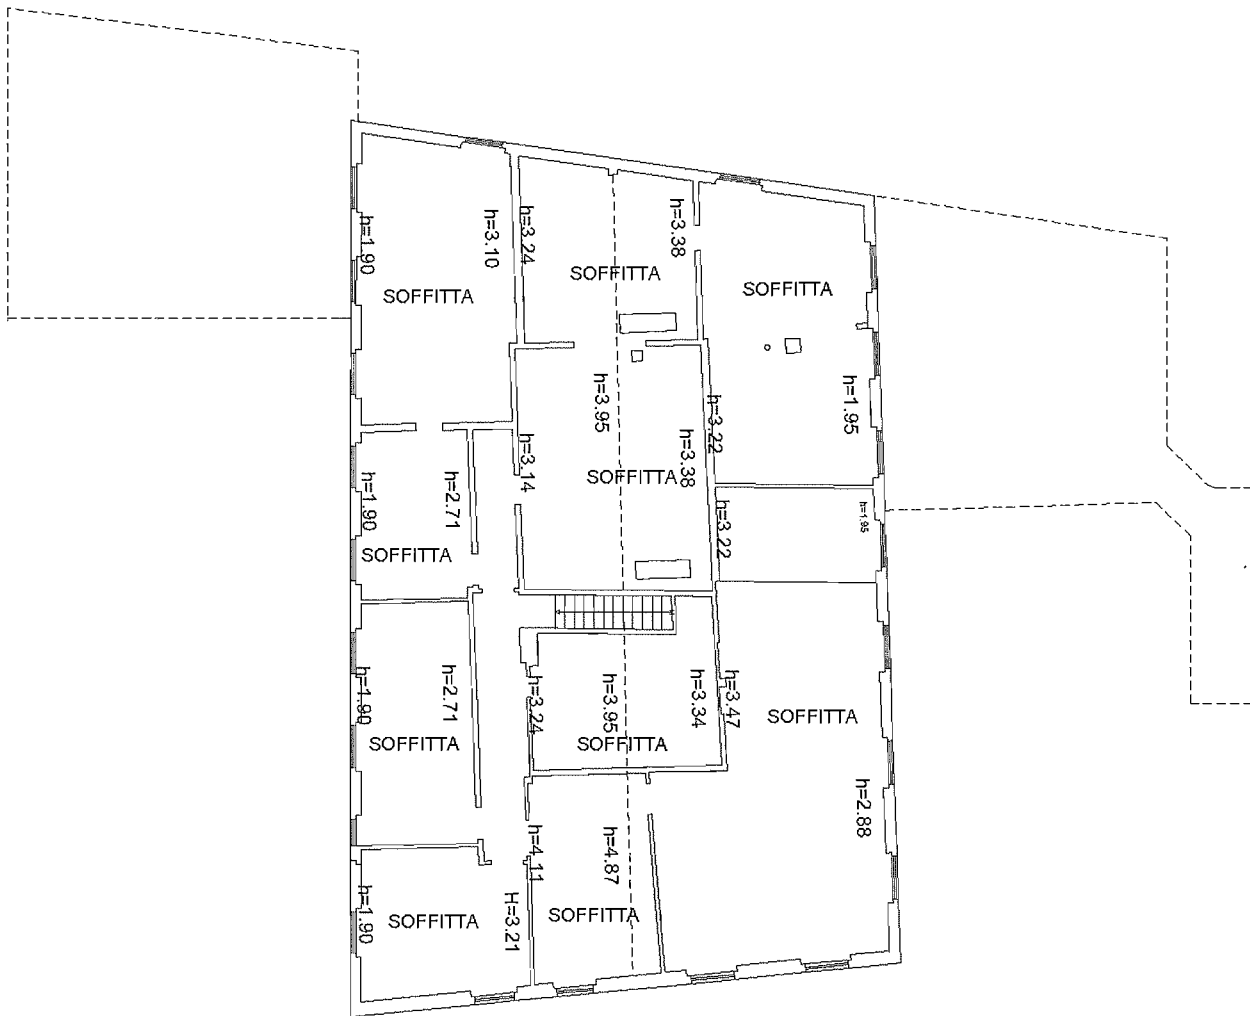 h=1.90
h=3.10
SOFFITTA
h=3.24
h=3.38
SOFFITTA
SOFFITTA
h=3.95
h=1.95
h=3.22
h=3.14
h=3.38
SOFFITTA
h=1.90
h=2.71
SOFFITTA
h=3.22
h=1.95
h=1.90
h=2.71
SOFFITTA
h=3.24
h=3.95
h=3.34
SOFFITTA
h=3.47
SOFFITTA
h=2.88
h=4.11
h=4.87
SOFFITTA
h=1.90
SOFFITTA
H=3.21